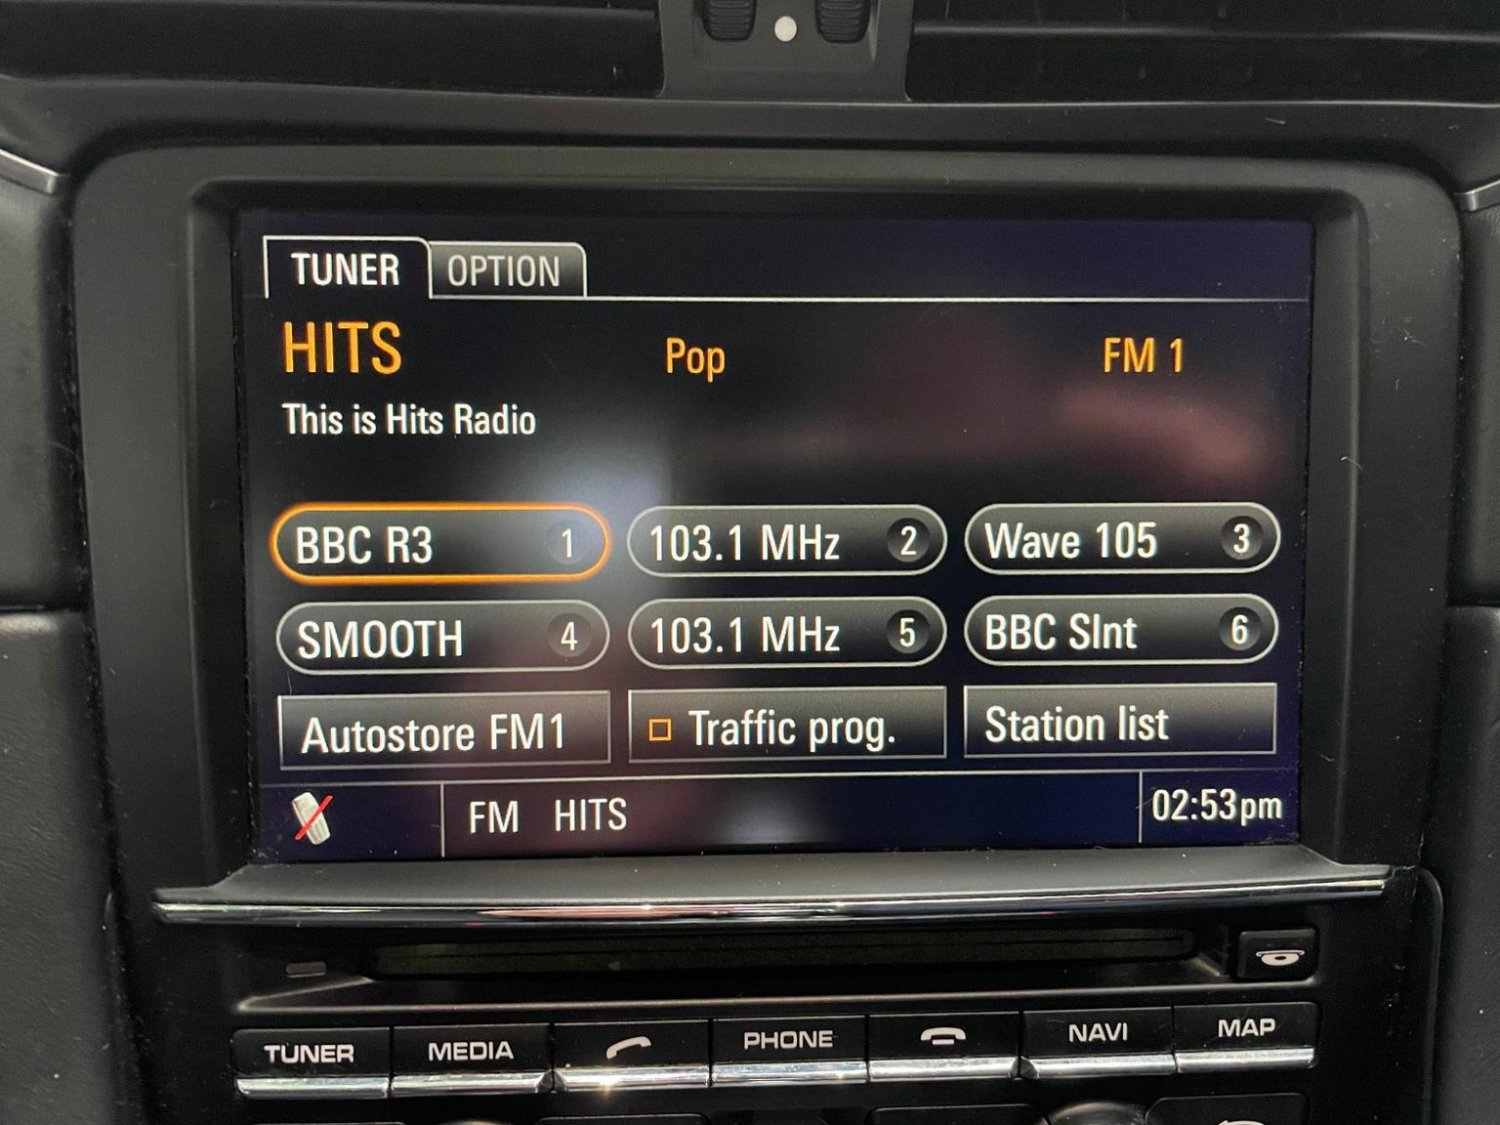 TUNER OPTION
HITS Pop FM 1
This is Hits Radio
BBC R3 1 103.1 MHz 2 Wave 105 3
SMOOTH 4 103.1 MHz 5 BBC Slnt 6
Autostore FM1 Traffic prog. Station list
FM HITS 02:53pm
TUNER MEDIA PHONE NAVI MAP